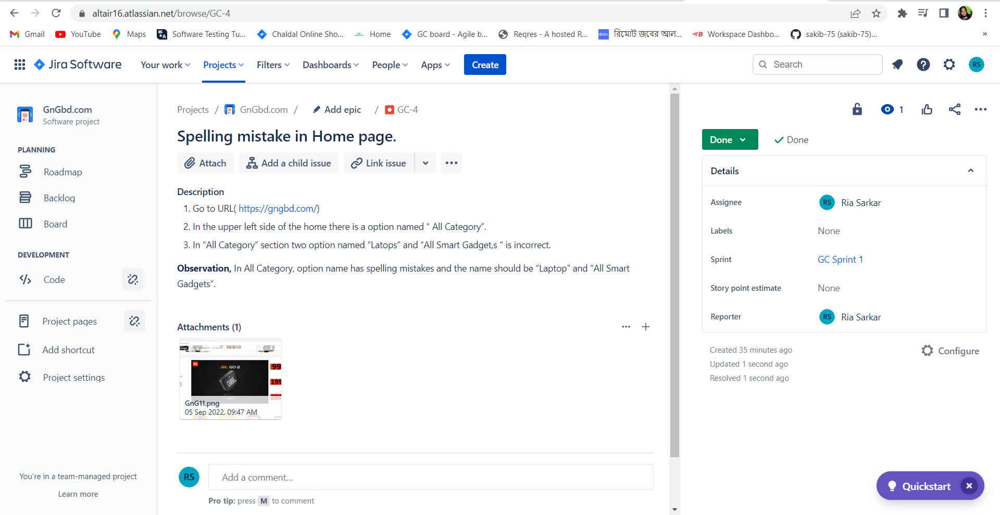 altair16.atlassian.net/browse/GC-4
Gmail YouTube Maps Software Testing Tu... Chaldal Online Sho... Home GC board - Agile b... Reqres - A hosted R... রিমোট জবের আল... Workspace Dashbo... sakib-75 (sakib-75)... »
Jira Software Your work Projects Filters Dashboards People Apps Create Search RS
GnGbd.com
Software project
PLANNING
Roadmap
Backlog
Board
DEVELOPMENT
Code
Project pages
Add shortcut
Project settings
You're in a team-managed project
Learn more
Projects / GnGbd.com / Add epic / GC-4
Spelling mistake in Home page.
Attach Add a child issue Link issue
Description
1. Go to URL( https://gngbd.com/)
2. In the upper left side of the home there is a option named “ All Category”.
3. In “All Category” section two option named “Latops” and “All Smart Gadget,s “ is incorrect.
Observation, In All Category, option name has spelling mistakes and the name should be “Laptop” and “All Smart
Gadgets”.
Attachments (1)
JBL GO 2
JBL
99
199
GnG11.png
05 Sep 2022, 09:47 AM
RS Add a comment...
Pro tip: press M to comment
1
Done Done
Details
Assignee RS Ria Sarkar
Labels None
Sprint GC Sprint 1
Story point estimate None
Reporter RS Ria Sarkar
Created 35 minutes ago Configure
Updated 1 second ago
Resolved 1 second ago
Quickstart